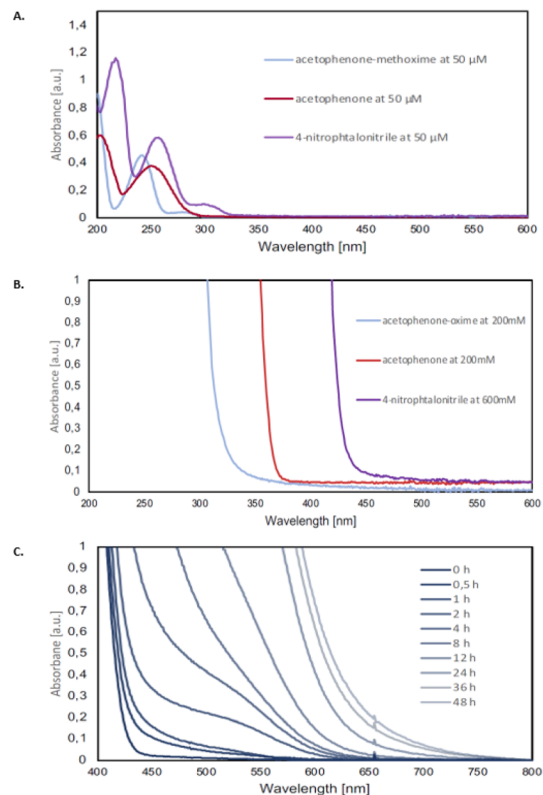 A.
1,4
1,2
1
0,8
0,6
0,4
0,2
0
Absorbance [a.u.]
acetophenone-methoxime at 50 μM
acetophenone at 50 μM
4-nitrophtalonitrile at 50 μM
200 250 300 350 400 450 500 550 600
Wavelength [nm]
B.
1
0,9
0,8
0,7
0,6
0,5
0,4
0,3
0,2
0,1
0
Absorbance [a.u.]
acetophenone-oxime at 200mM
acetophenone at 200mM
4-nitrophtalonitrile at 600mM
200 250 300 350 400 450 500 550 600
Wavelength [nm]
C.
1
0,9
0,8
0,7
0,6
0,5
0,4
0,3
0,2
0,1
0
Absorbane [a.u.]
0 h
0,5 h
1 h
2 h
4 h
8 h
12 h
24 h
36 h
48 h
400 450 500 550 600 650 700 750 800
Wavelength [nm]